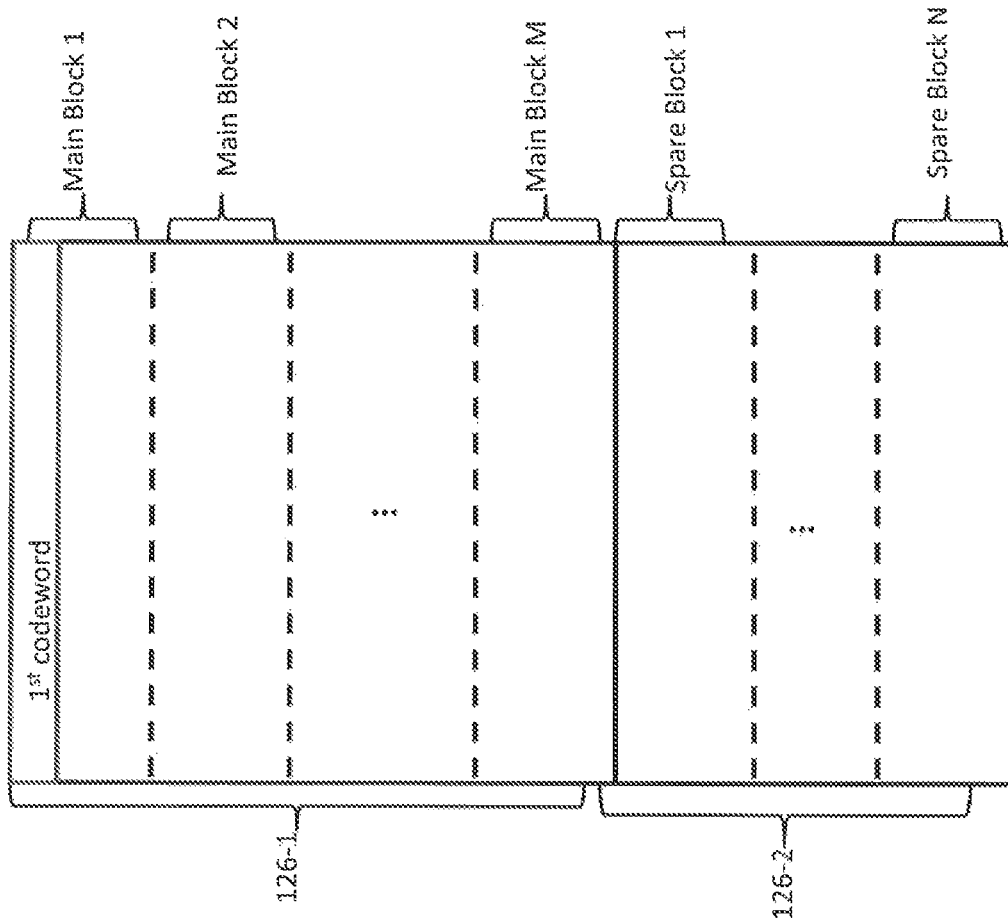 1st codeword
Main Block 1
Main Block 2
⋮
Main Block M
126-1
Spare Block 1
⋮
Spare Block N
126-2